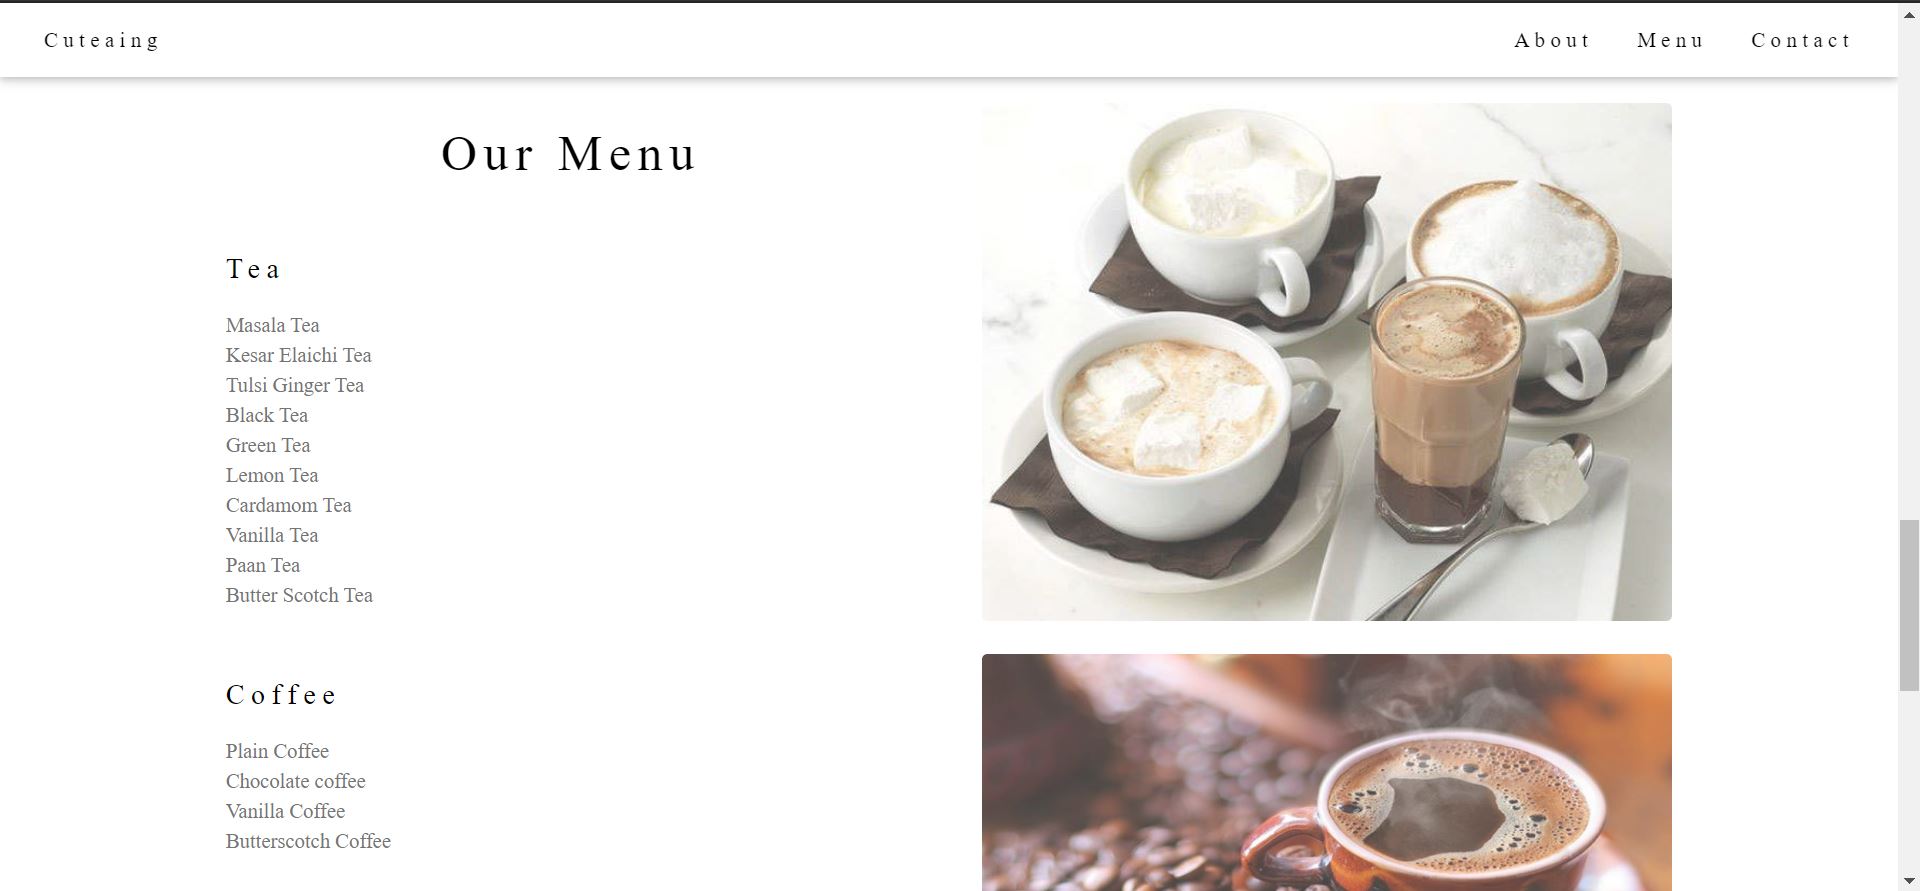 Cuteaing
About Menu Contact
Our Menu
Tea
Masala Tea
Kesar Elaichi Tea
Tulsi Ginger Tea
Black Tea
Green Tea
Lemon Tea
Cardamom Tea
Vanilla Tea
Paan Tea
Butter Scotch Tea
Coffee
Plain Coffee
Chocolate coffee
Vanilla Coffee
Butterscotch Coffee